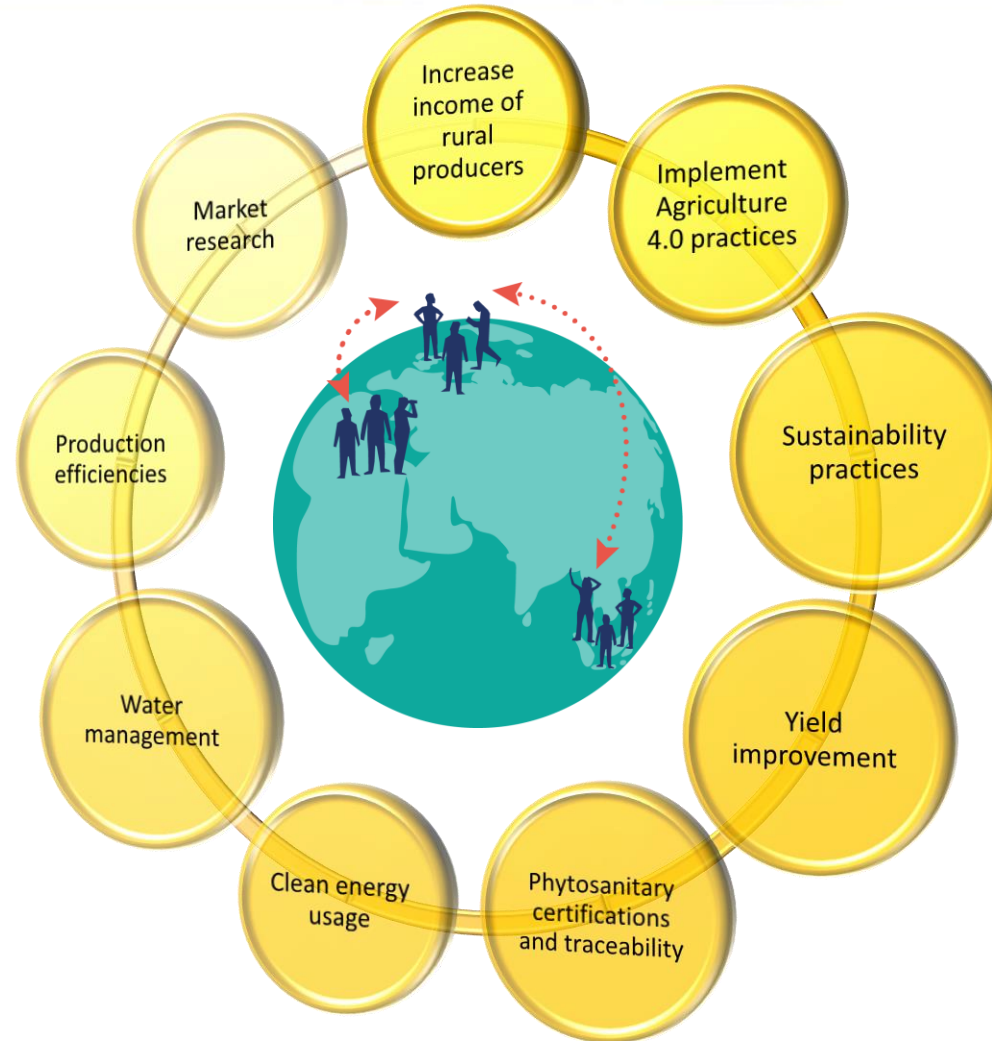 Increase
income of
rural
producers
Implement
Agriculture
4.0 practices
Sustainability
practices
Yield
improvement
Phytosanitary
certifications
and traceability
Clean energy
usage
Water
management
Production
efficiencies
Market
research